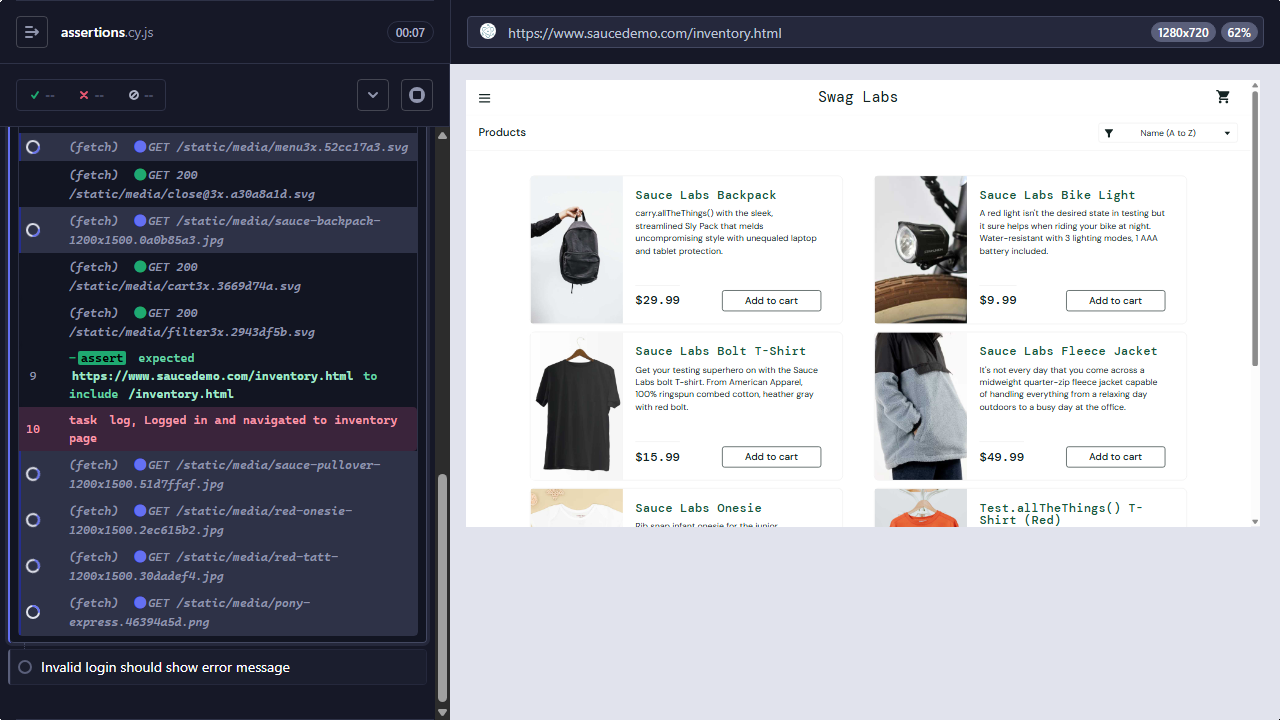 assertions.cy.js
00:07
--
--
--
(fetch) GET /static/media/menu3x.52cc17a3.svg
(fetch) GET 200
/static/media/close@3x.a30a8a1d.svg
(fetch) GET /static/media/sauce-backpack-
1200x1500.0a0b85a3.jpg
(fetch) GET 200
/static/media/cart3x.3669d74a.svg
(fetch) GET 200
/static/media/filter3x.2943df5b.svg
-assert expected
9 https://www.saucedemo.com/inventory.html to
include /inventory.html
task log, Logged in and navigated to inventory
10 page
(fetch) GET /static/media/sauce-pullover-
1200x1500.51d7ffaf.jpg
(fetch) GET /static/media/red-onesie-
1200x1500.2ec615b2.jpg
(fetch) GET /static/media/red-tatt-
1200x1500.30dadef4.jpg
(fetch) GET /static/media/pony-
express.46394a5d.png
Invalid login should show error message
https://www.saucedemo.com/inventory.html
1280x720
62%
Swag Labs
Products
Name (A to Z)
Sauce Labs Backpack
carry.allTheThings() with the sleek,
streamlined Sly Pack that melds
uncompromising style with unequaled laptop
and tablet protection.
$29.99
Add to cart
Sauce Labs Bike Light
A red light isn't the desired state in testing but
it sure helps when riding your bike at night.
Water-resistant with 3 lighting modes, 1 AAA
battery included.
$9.99
Add to cart
Sauce Labs Bolt T-Shirt
Get your testing superhero on with the Sauce
Labs bolt T-shirt. From American Apparel,
100% ringspun combed cotton, heather gray
with red bolt.
$15.99
Add to cart
Sauce Labs Fleece Jacket
It's not every day that you come across a
midweight quarter-zip fleece jacket capable
of handling everything from a relaxing day
outdoors to a busy day at the office.
$49.99
Add to cart
Sauce Labs Onesie
Rib snap infant onesie for the junior
Test.allTheThings() T-
Shirt (Red)